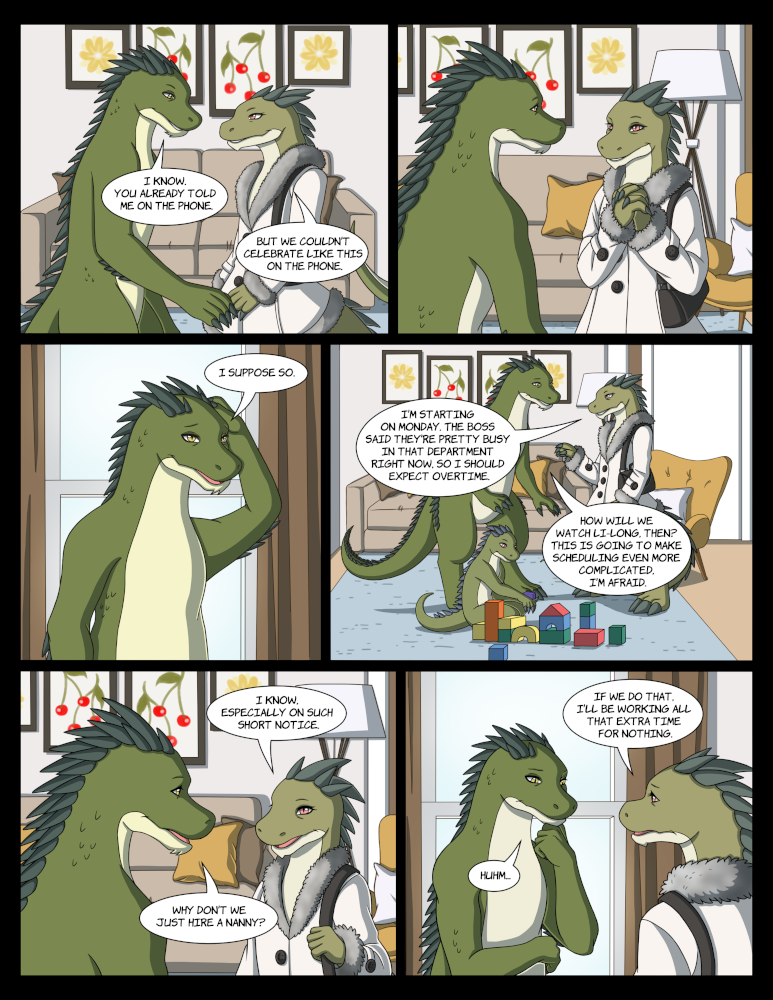 I KNOW.
YOU ALREADY TOLD
ME ON THE PHONE.
BUT WE COULDN'T
CELEBRATE LIKE THIS
ON THE PHONE.
I SUPPOSE SO.
I'M STARTING
ON MONDAY. THE BOSS
SAID THEY'RE PRETTY BUSY
IN THAT DEPARTMENT
RIGHT NOW, SO I SHOULD
EXPECT OVERTIME.
HOW WILL WE
WATCH LI-LONG, THEN?
THIS IS GOING TO MAKE
SCHEDULING EVEN MORE
COMPLICATED,
I'M AFRAID.
I KNOW.
ESPECIALLY ON SUCH
SHORT NOTICE.
WHY DON'T WE
JUST HIRE A NANNY?
IF WE DO THAT,
I'LL BE WORKING ALL
THAT EXTRA TIME
FOR NOTHING.
HUHM...